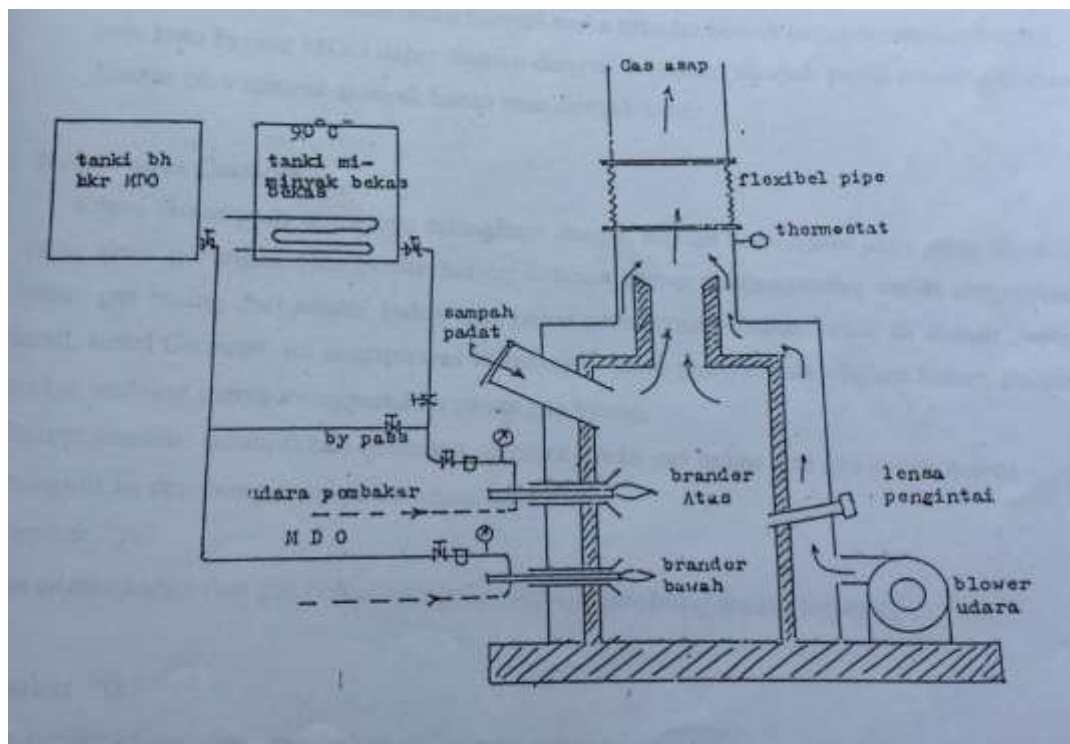 Gas asap
90°C
tanki bh
bkr MDO
tanki mi-
minyak bekas
bekas
flexibel pipe
thermostat
sampah
padat
by pass
udara pembakar
brander
Atas
lensa
pengintai
M D O
brander
bawah
blower
udara